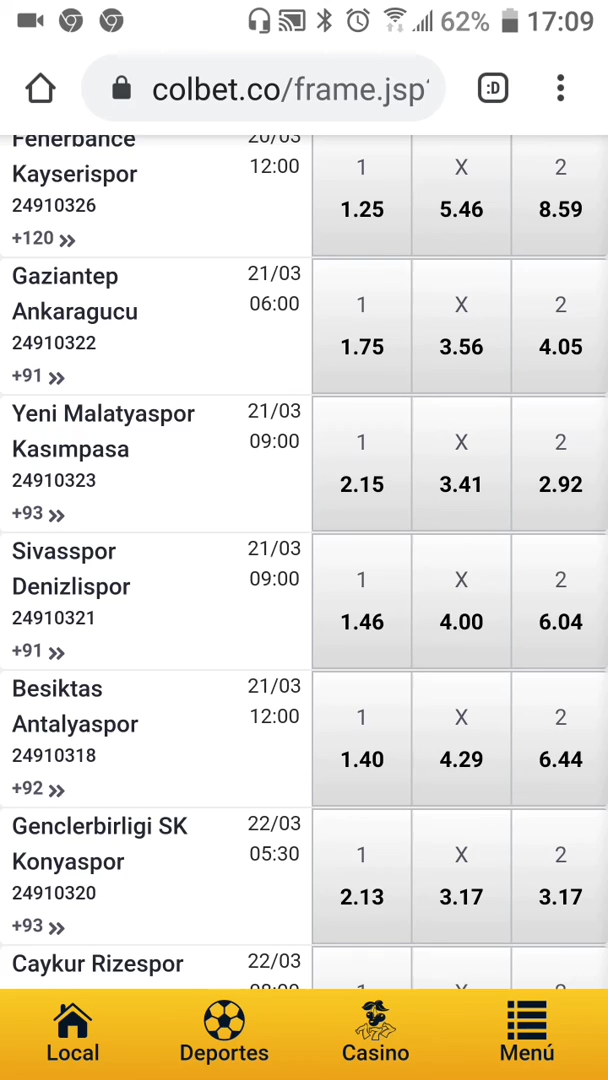 62% 17:09
colbet.co/frame.jsp
:D
Fenerbahce 20/03
Kayserispor 12:00 1 X 2
24910326 1.25 5.46 8.59
+120 »
Gaziantep 21/03
Ankaragucu 06:00 1 X 2
24910322 1.75 3.56 4.05
+91 »
Yeni Malatyaspor 21/03
Kasımpasa 09:00 1 X 2
24910323 2.15 3.41 2.92
+93 »
Sivasspor 21/03
Denizlispor 09:00 1 X 2
24910321 1.46 4.00 6.04
+91 »
Besiktas 21/03
Antalyaspor 12:00 1 X 2
24910318 1.40 4.29 6.44
+92 »
Genclerbirligi SK 22/03
Konyaspor 05:30 1 X 2
24910320 2.13 3.17 3.17
+93 »
Caykur Rizespor 22/03
Local Deportes Casino Menú